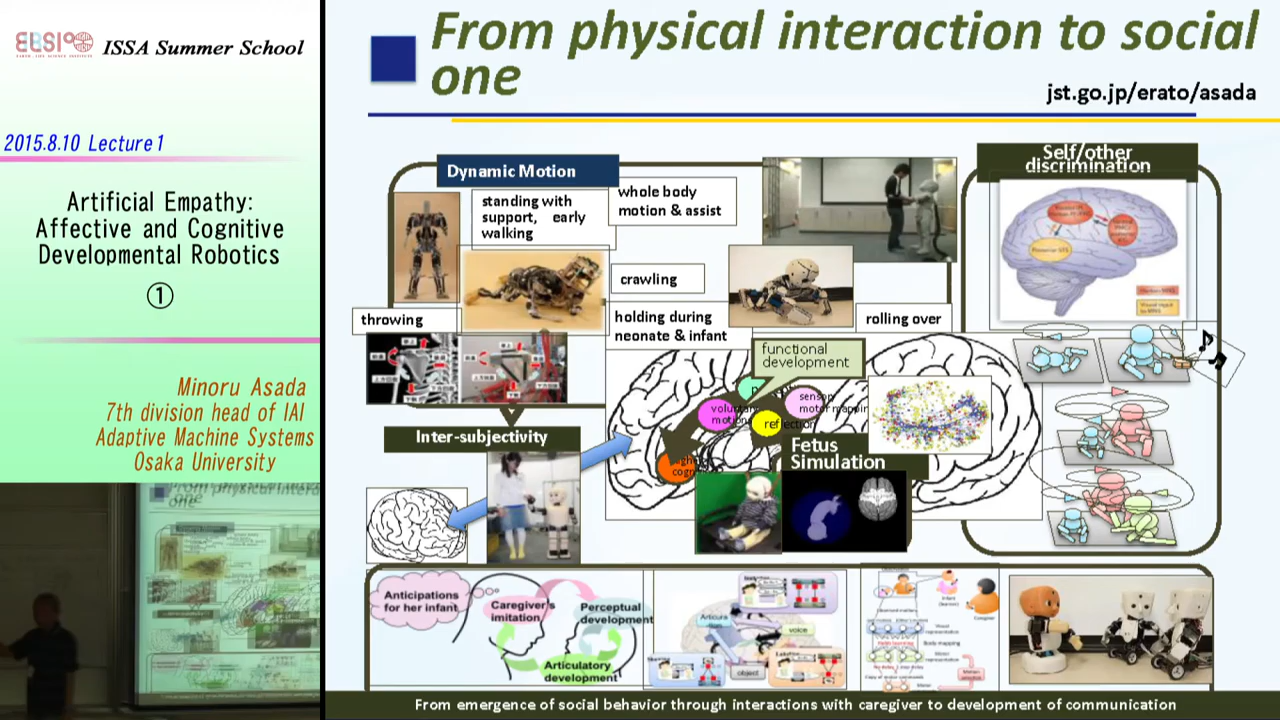 ELSI
ISSA Summer School
2015.8.10 Lecture1
Artificial Empathy:
Affective and Cognitive
Developmental Robotics
①
Minoru Asada
7th division head of IAI
Adaptive Machine Systems
Osaka University
From physical interaction to social
one
jst.go.jp/erato/asada
Dynamic Motion
Self/other
discrimination
standing with
support, early
walking
whole body
motion & assist
crawling
throwing
holding during
neonate & infant
rolling over
functional
development
voluntary
motions
sensory
motor mapping
reflection
Inter-subjectivity
Fetus
Simulation
Anticipations
for her infant
Caregiver's
imitation
Perceptual
development
Articulatory
development
voice
object
From emergence of social behavior through interactions with caregiver to development of communication